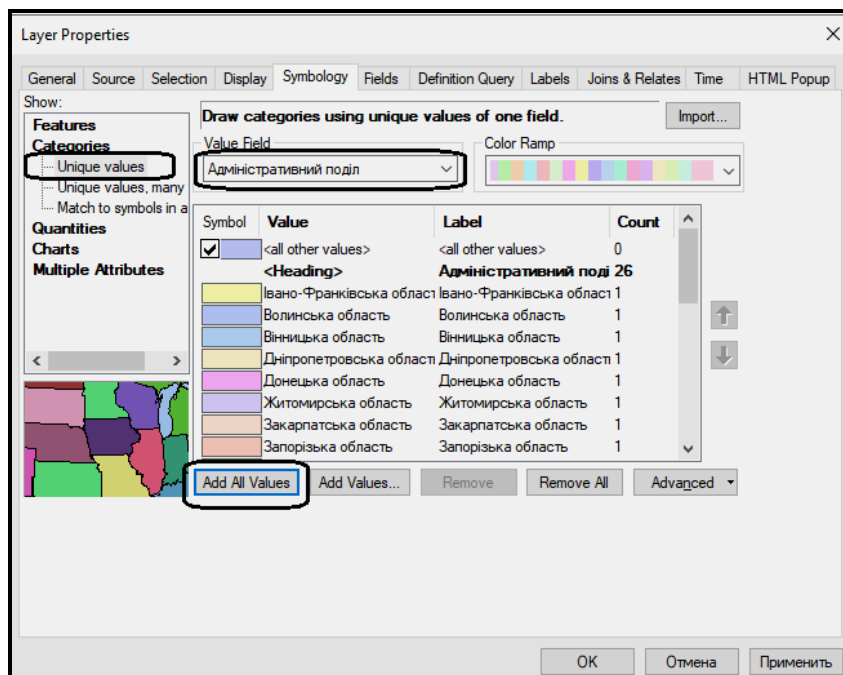 Layer Properties
General Source Selection Display Symbology Fields Definition Query Labels Joins & Relates Time HTML Popup
Show:
Features
Categories
Unique values
Unique values, many
Match to symbols in a
Quantities
Charts
Multiple Attributes
Draw categories using unique values of one field.
Import...
Value Field
Color Ramp
Адміністративний поділ
Symbol Value Label Count
<all other values> <all other values> 0
<Heading> Адміністративний поді 26
Івано-Франківська област Івано-Франківська област 1
Волинська область Волинська область 1
Вінницька область Вінницька область 1
Дніпропетровська област Дніпропетровська област 1
Донецька область Донецька область 1
Житомирська область Житомирська область 1
Закарпатська область Закарпатська область 1
Запорізька область Запорізька область 1
Add All Values Add Values... Remove Remove All Advanced
OK Отмена Применить